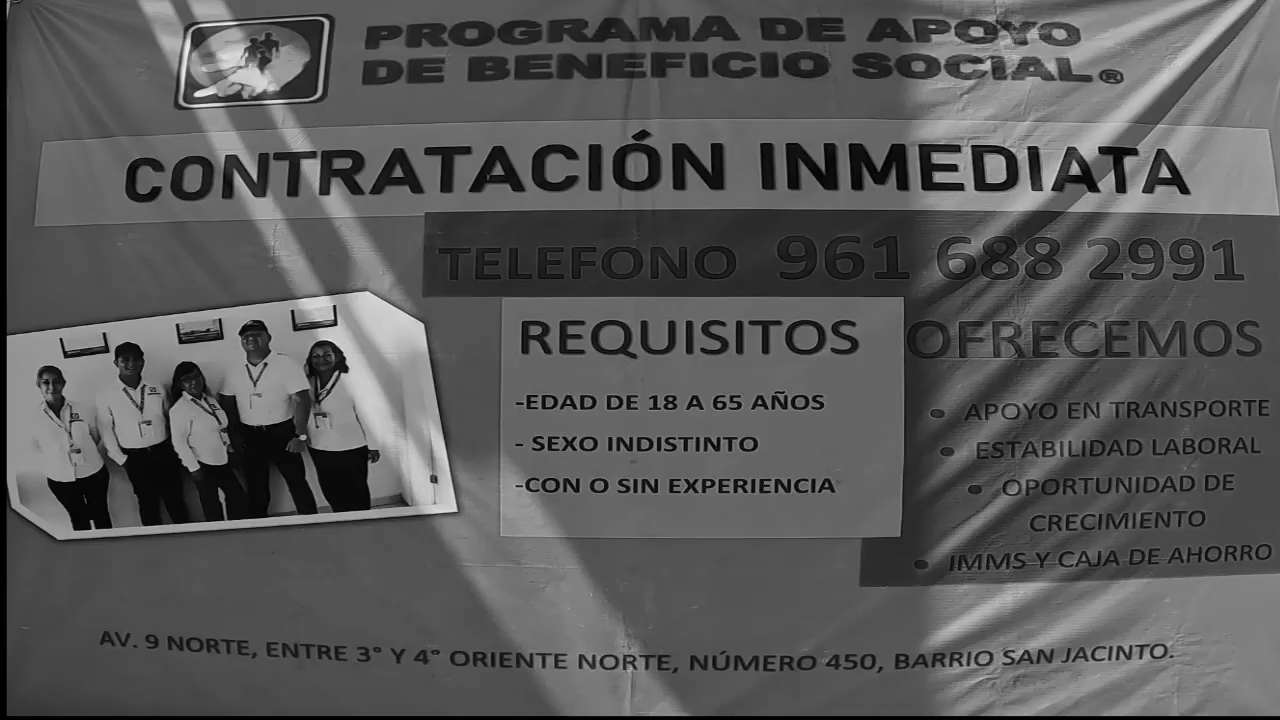 PROGRAMA DE APOYO
DE BENEFICIO SOCIAL®
CONTRATACIÓN INMEDIATA
TELEFONO 961 688 2991
REQUISITOS
-EDAD DE 18 A 65 AÑOS
- SEXO INDISTINTO
-CON O SIN EXPERIENCIA
OFRECEMOS
• APOYO EN TRANSPORTE
• ESTABILIDAD LABORAL
• OPORTUNIDAD DE
CRECIMIENTO
• IMMS Y CAJA DE AHORRO
AV. 9 NORTE, ENTRE 3° Y 4° ORIENTE NORTE, NÚMERO 450, BARRIO SAN JACINTO.